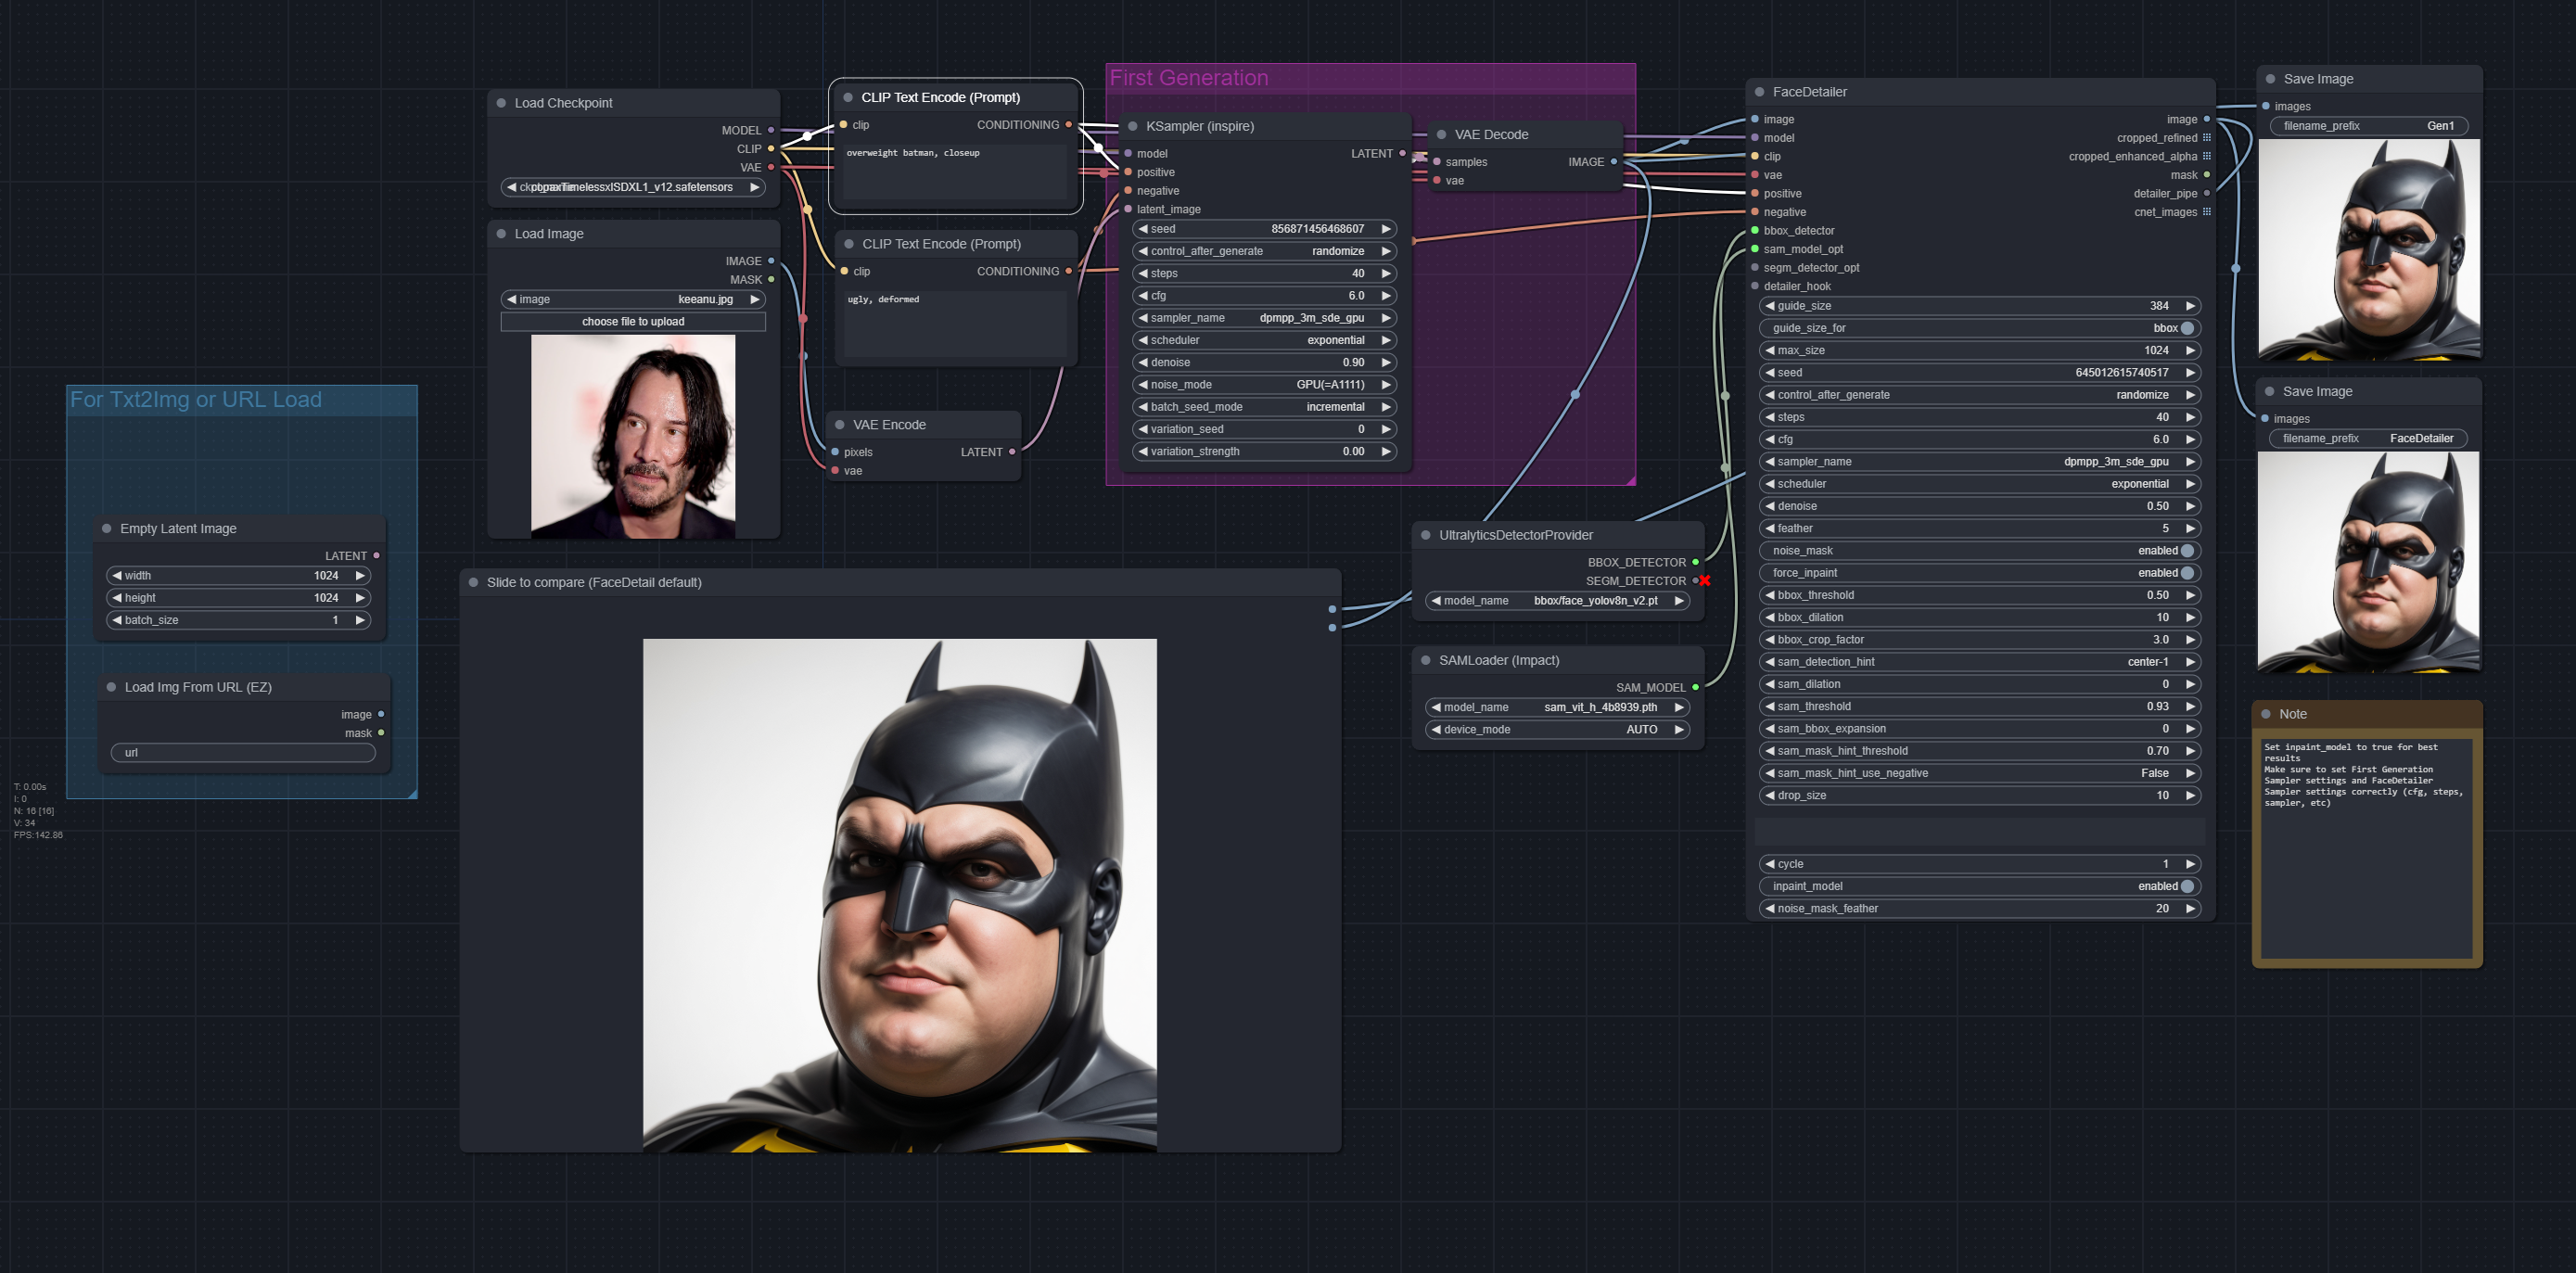 Load Checkpoint
MODEL
CLIP
VAE
TimelessxlSDXL1_v12.safetensors
Load Image
IMAGE
MASK
image keeanu.jpg
choose file to upload
For Txt2Img or URL Load
Empty Latent Image
LATENT
width 1024
height 1024
batch_size 1
Load Img From URL (EZ)
image
mask
url
T: 0.00s
I: 0
N: 16 [16]
V: 34
FPS:142.86
CLIP Text Encode (Prompt)
clip CONDITIONING
overweight batman, closeup
CLIP Text Encode (Prompt)
clip CONDITIONING
ugly, deformed
VAE Encode
pixels LATENT
vae
First Generation
KSampler (inspire)
model LATENT
positive
negative
latent_image
seed 856871456468607
control_after_generate randomize
steps 40
cfg 6.0
sampler_name dpmpp_3m_sde_gpu
scheduler exponential
denoise 0.90
noise_mode GPU(=A1111)
batch_seed_mode incremental
variation_seed 0
variation_strength 0.00
VAE Decode
samples IMAGE
vae
Slide to compare (FaceDetail default)
UltralyticsDetectorProvider
BBOX_DETECTOR
SEGM_DETECTOR
model_name bbox/face_yolov8n_v2.pt
SAMLoader (Impact)
SAM_MODEL
model_name sam_vit_h_4b8939.pth
device_mode AUTO
FaceDetailer
image image
model cropped_refined
clip cropped_enhanced_alpha
vae mask
positive detailer_pipe
negative cnet_images
bbox_detector
sam_model_opt
segm_detector_opt
detailer_hook
guide_size 384
guide_size_for bbox
max_size 1024
seed 645012615740517
control_after_generate randomize
steps 40
cfg 6.0
sampler_name dpmpp_3m_sde_gpu
scheduler exponential
denoise 0.50
feather 5
noise_mask enabled
force_inpaint enabled
bbox_threshold 0.50
bbox_dilation 10
bbox_crop_factor 3.0
sam_detection_hint center-1
sam_dilation 0
sam_threshold 0.93
sam_bbox_expansion 0
sam_mask_hint_threshold 0.70
sam_mask_hint_use_negative False
drop_size 10
cycle 1
inpaint_model enabled
noise_mask_feather 20
Save Image
images
filename_prefix Gen1
Save Image
images
filename_prefix FaceDetailer
Note
Set inpaint_model to true for best
results
Make sure to set First Generation
Sampler settings and FaceDetailer
Sampler settings correctly (cfg, steps,
sampler, etc)